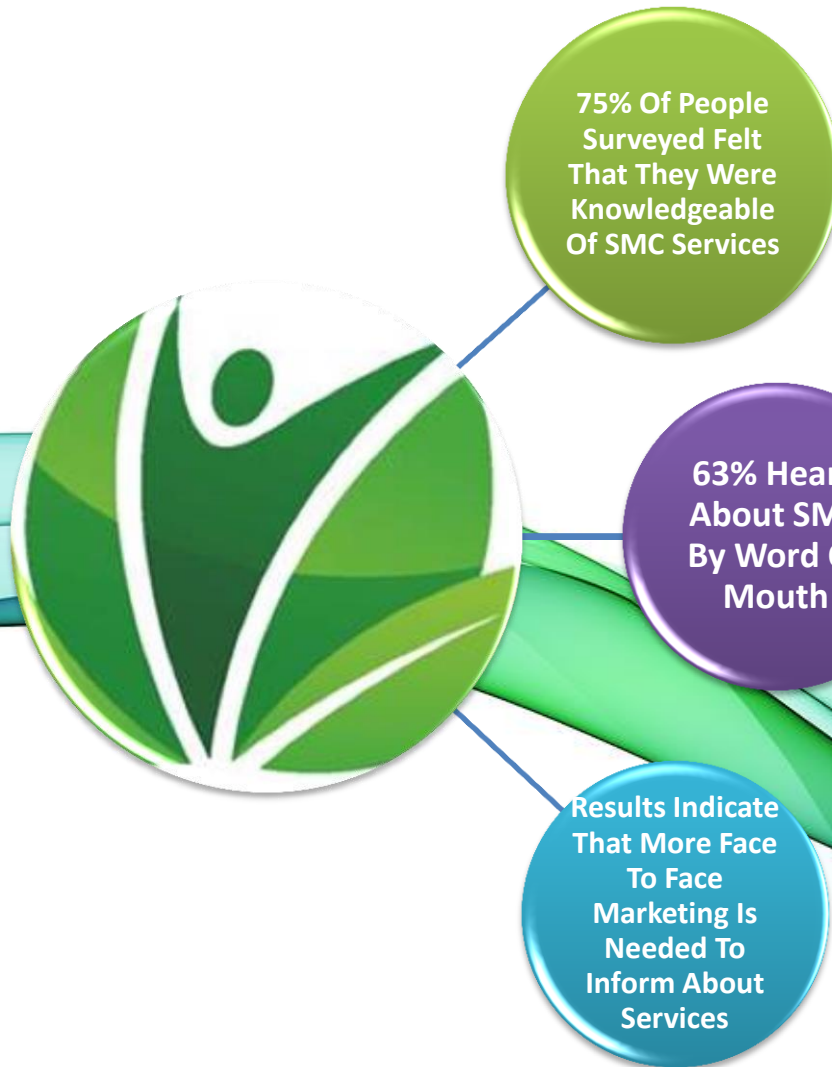 75% Of People
Surveyed Felt
That They Were
Knowledgeable
Of SMC Services
63% Hear
About SM
By Word
Mouth
Results Indicate
That More Face
To Face
Marketing Is
Needed To
Inform About
Services